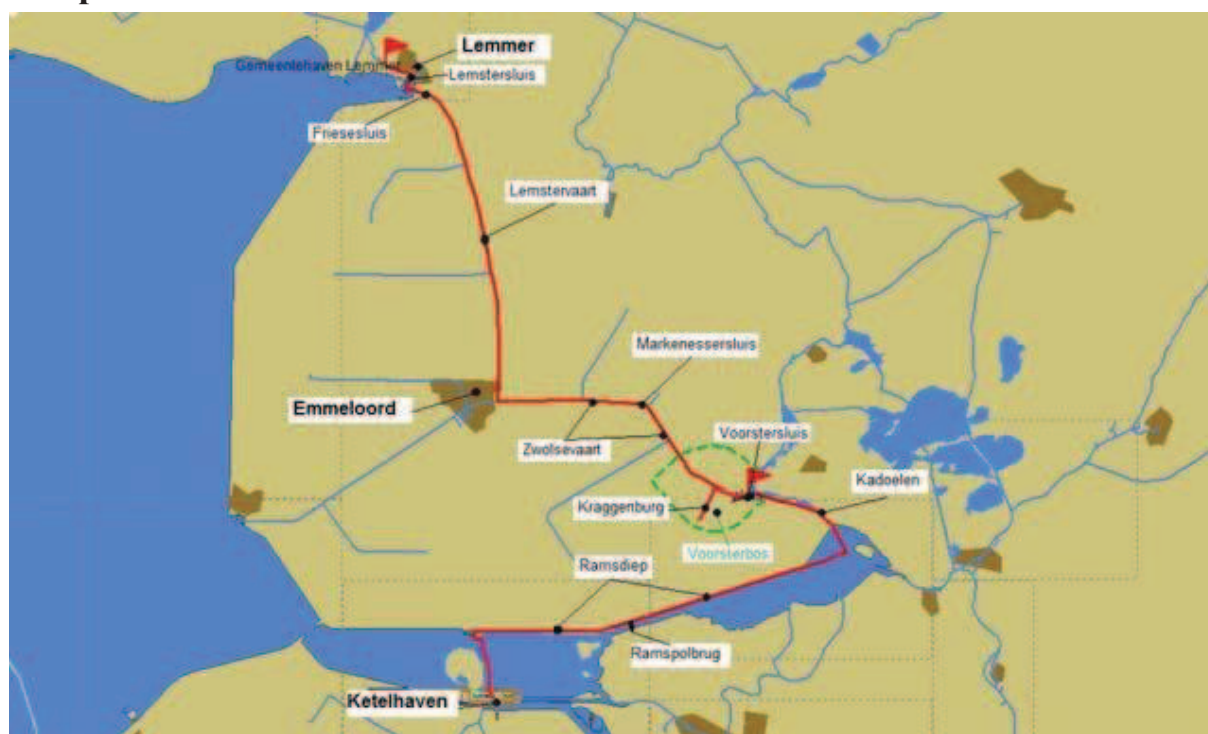 Lemmer
Gemeentehaven Lemmer
Lemstersluis
Friesesluis
Lemstervaart
Markenessersluis
Emmeloord
Zwolsevaart
Voorstersluis
Kadoelen
Kraggenburg
Voorsterbos
Ramsdiep
Ramspolbrug
Ketelhaven